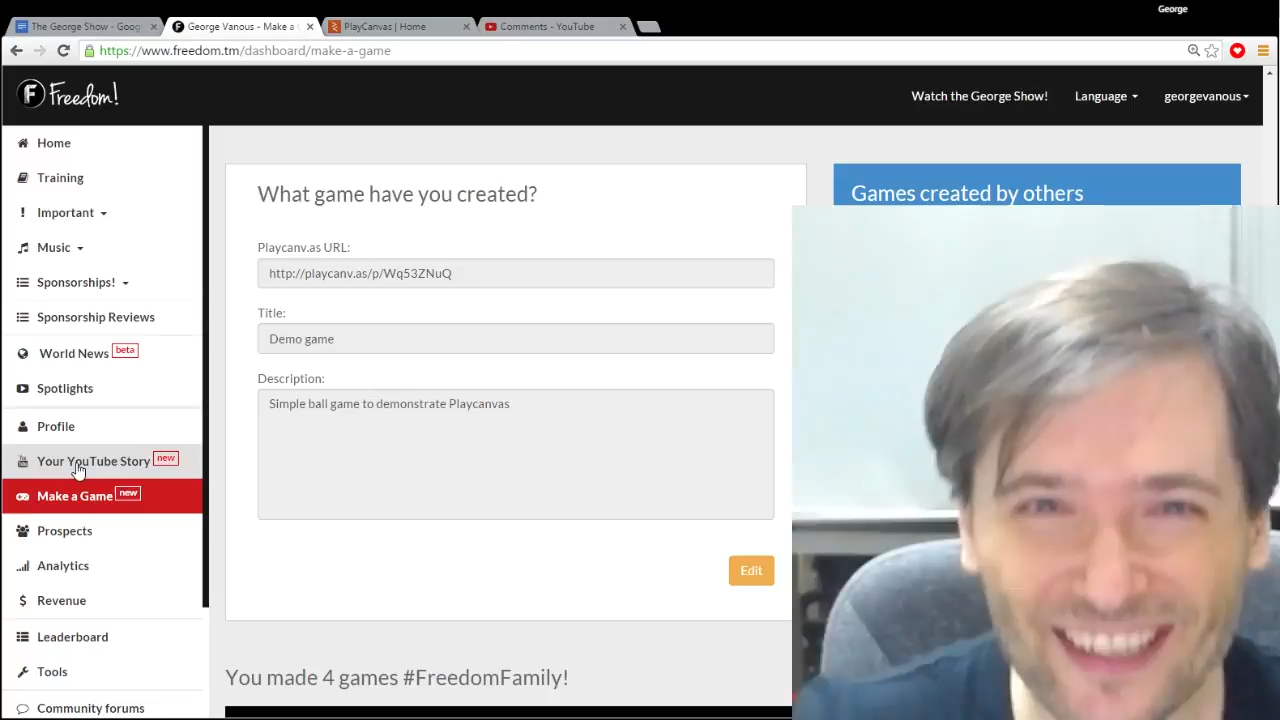 George
The George Show - Goog
George Vanous - Make a
PlayCanvas | Home
Comments - YouTube
https://www.freedom.tm/dashboard/make-a-game
F Freedom!
Watch the George Show!
Language
georgevanous
Home
Training
Important
Music
Sponsorships!
Sponsorship Reviews
World News beta
Spotlights
Profile
Your YouTube Story new
Make a Game new
Prospects
Analytics
Revenue
Leaderboard
Tools
Community forums
What game have you created?
Playcanv.as URL:
http://playcanv.as/p/Wq53ZNuQ
Title:
Demo game
Description:
Simple ball game to demonstrate Playcanvas
Edit
You made 4 games #FreedomFamily!
Games created by others